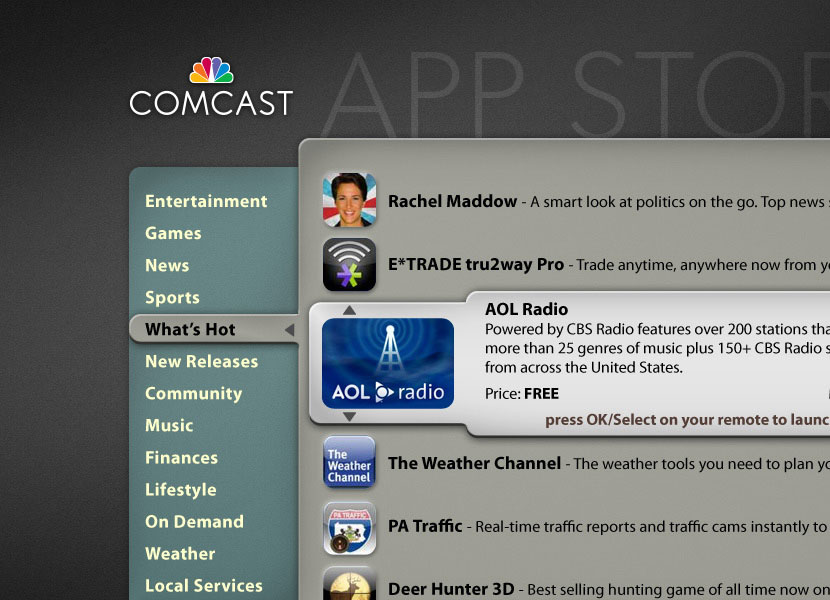 COMCAST
APP STOR
Entertainment
Games
News
Sports
What's Hot
New Releases
Community
Music
Finances
Lifestyle
On Demand
Weather
Local Services
Rachel Maddow - A smart look at politics on the go. Top news
E*TRADE tru2way Pro - Trade anytime, anywhere now from
AOL Radio
Powered by CBS Radio features over 200 stations
more than 25 genres of music plus 150+ CBS Radio
from across the United States.
Price: FREE
press OK/Select on your remote to
AOL radio
The Weather Channel
The Weather Channel - The weather tools you need to plan
PA TRAFFIC
PA Traffic - Real-time traffic reports and traffic cams instantly to
Deer Hunter 3D - Best selling hunting game of all time now on